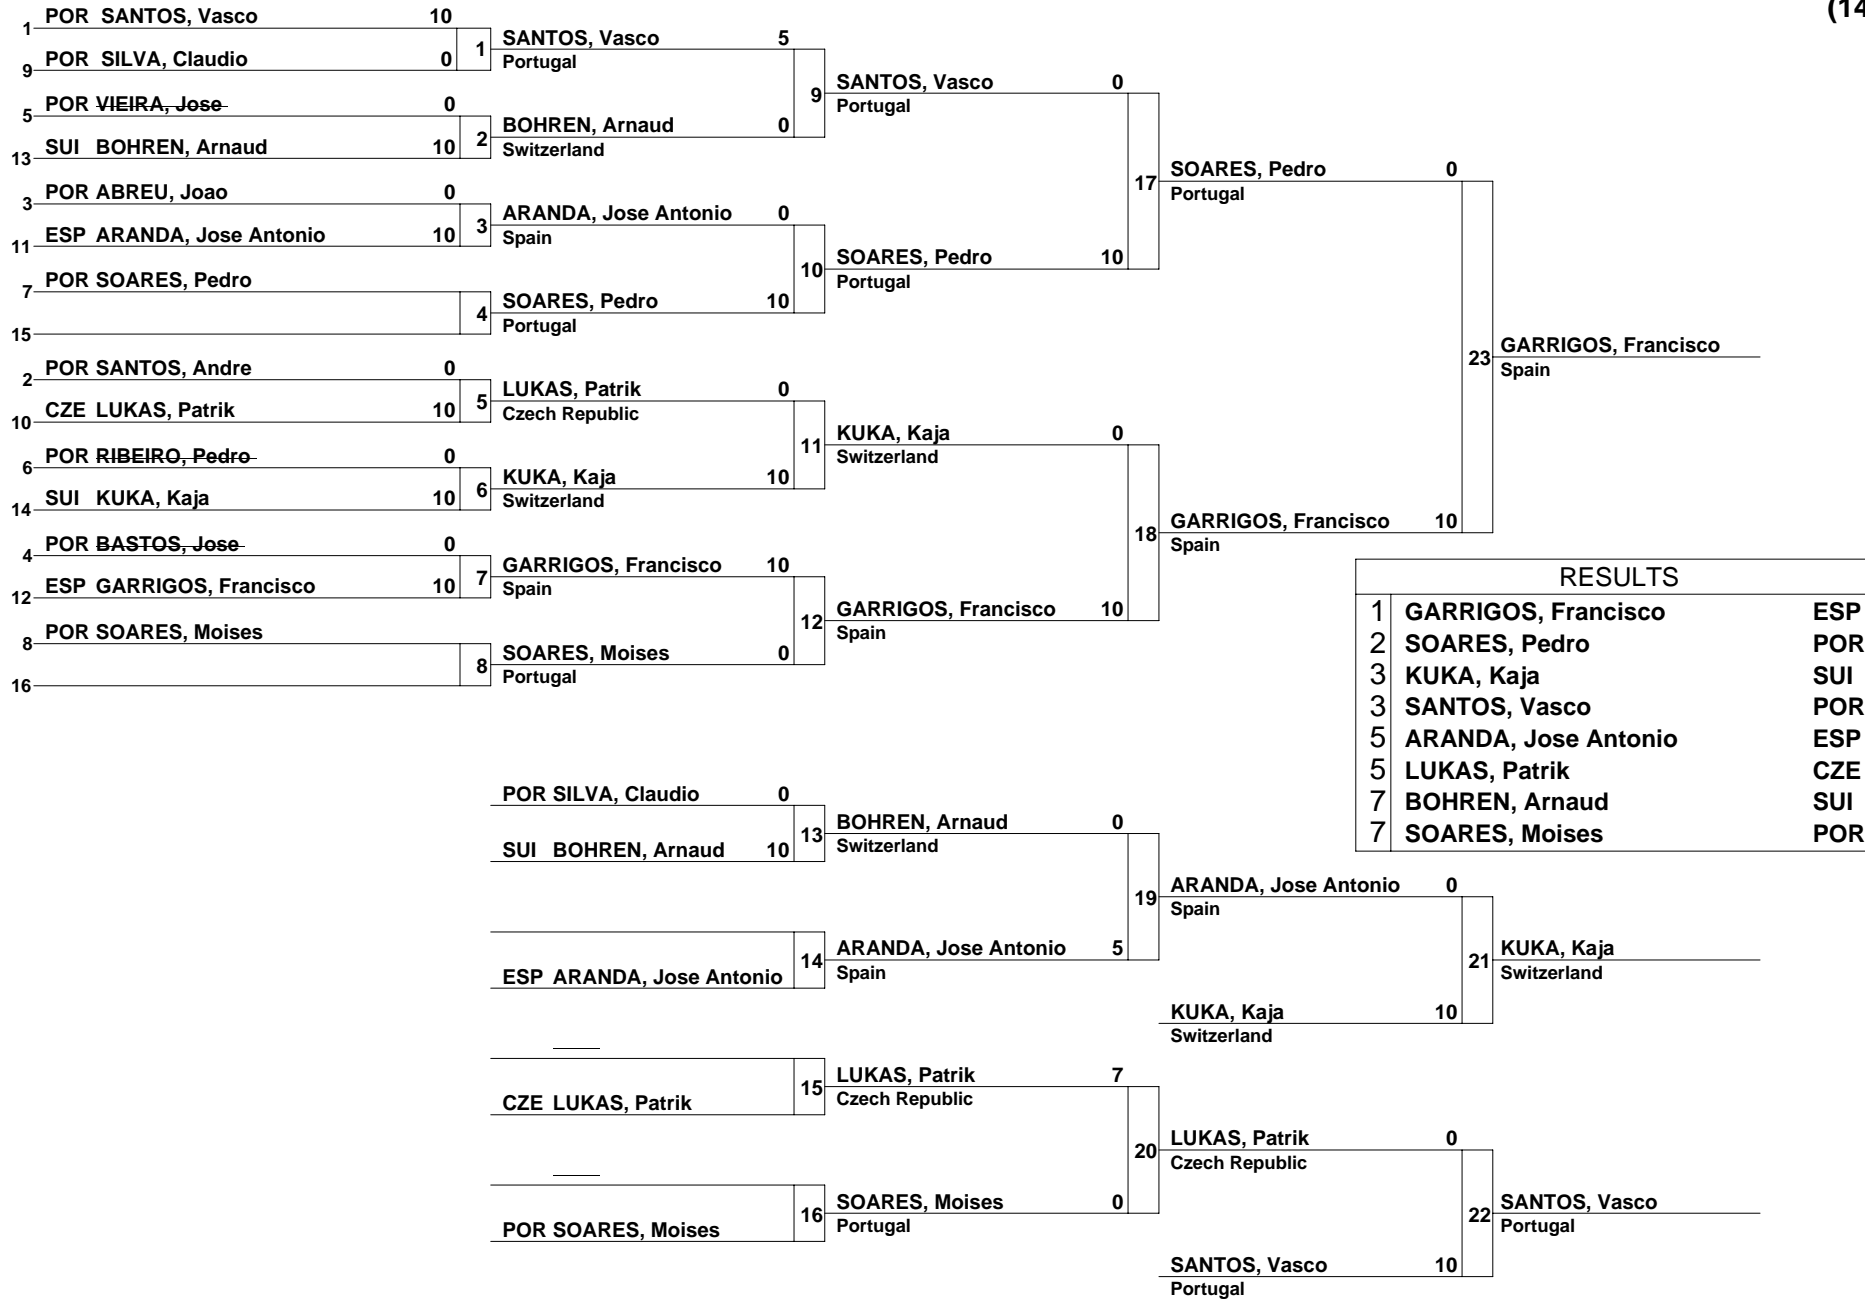 (14
1 POR SANTOS, Vasco 10
9 POR SILVA, Claudio 0
1 SANTOS, Vasco 5
Portugal
5 POR VIEIRA, Jose 0
13 SUI BOHREN, Arnaud 10
2 BOHREN, Arnaud 0
Switzerland
9 SANTOS, Vasco 0
Portugal
3 POR ABREU, Joao 0
11 ESP ARANDA, Jose Antonio 10
3 ARANDA, Jose Antonio 0
Spain
7 POR SOARES, Pedro
15
4 SOARES, Pedro 10
Portugal
10 SOARES, Pedro 10
Portugal
17 SOARES, Pedro 0
Portugal
2 POR SANTOS, Andre 0
10 CZE LUKAS, Patrik 10
5 LUKAS, Patrik 0
Czech Republic
6 POR RIBEIRO, Pedro 0
14 SUI KUKA, Kaja 10
6 KUKA, Kaja 10
Switzerland
11 KUKA, Kaja 0
Switzerland
4 POR BASTOS, Jose 0
12 ESP GARRIGOS, Francisco 10
7 GARRIGOS, Francisco 10
Spain
8 POR SOARES, Moises
16
8 SOARES, Moises 0
Portugal
12 GARRIGOS, Francisco 10
Spain
18 GARRIGOS, Francisco 10
Spain
23 GARRIGOS, Francisco
Spain
RESULTS
1 GARRIGOS, Francisco ESP
2 SOARES, Pedro POR
3 KUKA, Kaja SUI
3 SANTOS, Vasco POR
5 ARANDA, Jose Antonio ESP
5 LUKAS, Patrik CZE
7 BOHREN, Arnaud SUI
7 SOARES, Moises POR
POR SILVA, Claudio 0
SUI BOHREN, Arnaud 10
13 BOHREN, Arnaud 0
Switzerland
ESP ARANDA, Jose Antonio
14 ARANDA, Jose Antonio 5
Spain
19 ARANDA, Jose Antonio 0
Spain
KUKA, Kaja 10
Switzerland
21 KUKA, Kaja
Switzerland
CZE LUKAS, Patrik
15 LUKAS, Patrik 7
Czech Republic
POR SOARES, Moises
16 SOARES, Moises 0
Portugal
20 LUKAS, Patrik 0
Czech Republic
SANTOS, Vasco 10
Portugal
22 SANTOS, Vasco
Portugal